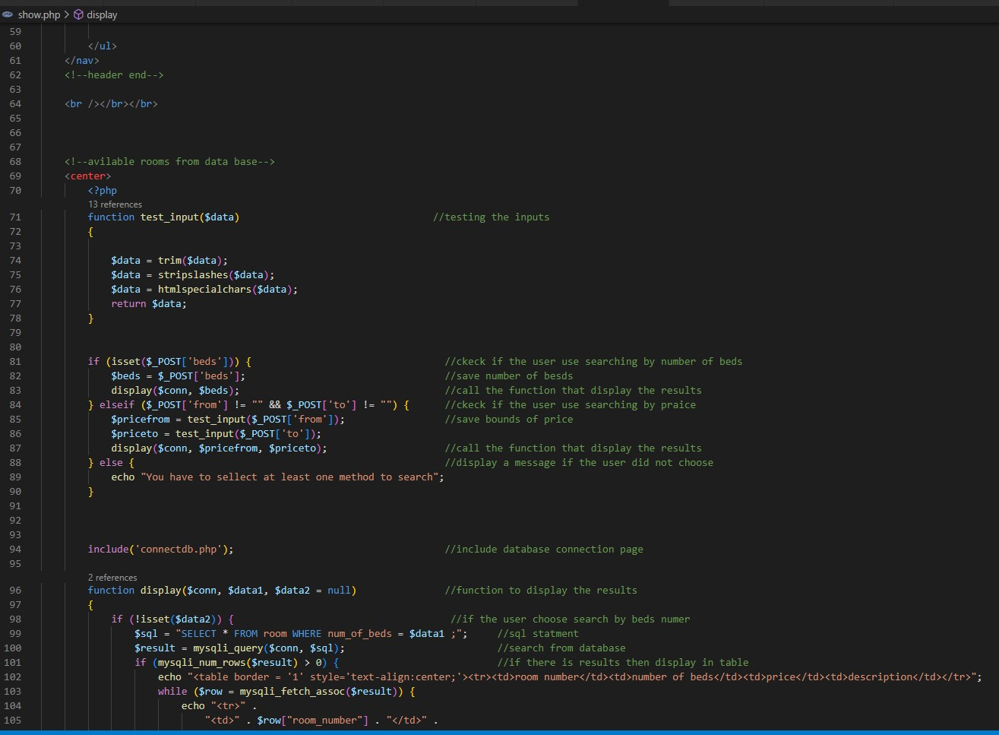 show.php > display
59
60 </ul>
61 </nav>
62 <!--header end-->
63
64 <br /></br></br>
65
66
67
68 <!--avilable rooms from data base-->
69 <center>
70 <?php
13 references
71 function test_input($data) //testing the inputs
72 {
73
74 $data = trim($data);
75 $data = stripslashes($data);
76 $data = htmlspecialchars($data);
77 return $data;
78 }
79
80
81 if (isset($_POST['beds'])) { //ckeck if the user use searching by number of beds
82 $beds = $_POST['beds']; //save number of besds
83 display($conn, $beds); //call the function that display the results
84 } elseif ($_POST['from'] != "" && $_POST['to'] != "") { //ckeck if the user use searching by praice
85 $pricefrom = test_input($_POST['from']); //save bounds of price
86 $priceto = test_input($_POST['to']);
87 display($conn, $pricefrom, $priceto); //call the function that display the results
88 } else { //display a message if the user did not choose
89 echo "You have to sellect at least one method to search";
90 }
91
92
93
94 include('connectdb.php'); //include database connection page
95
2 references
96 function display($conn, $data1, $data2 = null) //function to display the results
97 {
98 if (!isset($data2)) { //if the user choose search by beds numer
99 $sql = "SELECT * FROM room WHERE num_of_beds = $data1 ;"; //sql statment
100 $result = mysqli_query($conn, $sql); //search from database
101 if (mysqli_num_rows($result) > 0) { //if there is results then display in table
102 echo "<table border = '1' style='text-align:center;'><tr><td>room number</td><td>number of beds</td><td>price</td><td>description</td></tr>";
103 while ($row = mysqli_fetch_assoc($result)) {
104 echo "<tr>" .
105 "<td>" . $row["room_number"] . "</td>" .